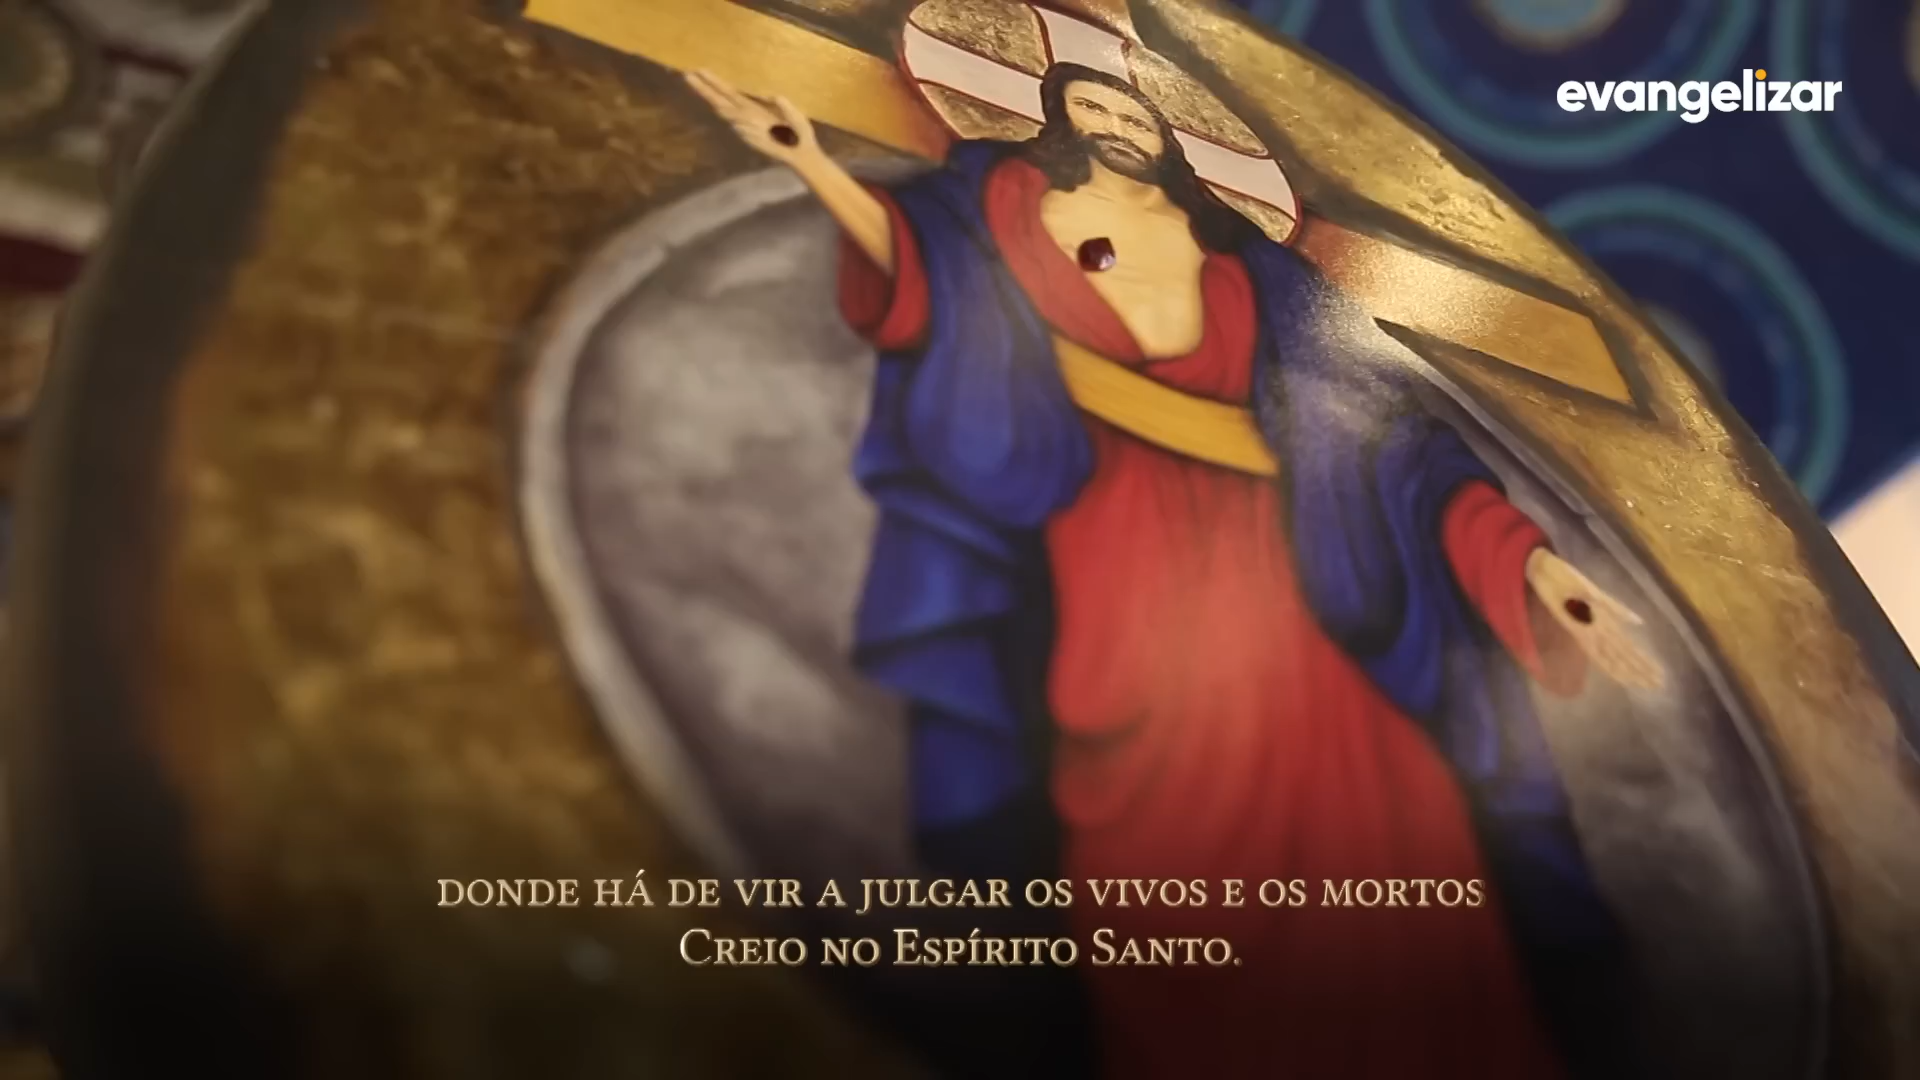 evangelizar
DONDE HÁ DE VIR A JULGAR OS VIVOS E OS MORTOS
CREIO NO ESPÍRITO SANTO.